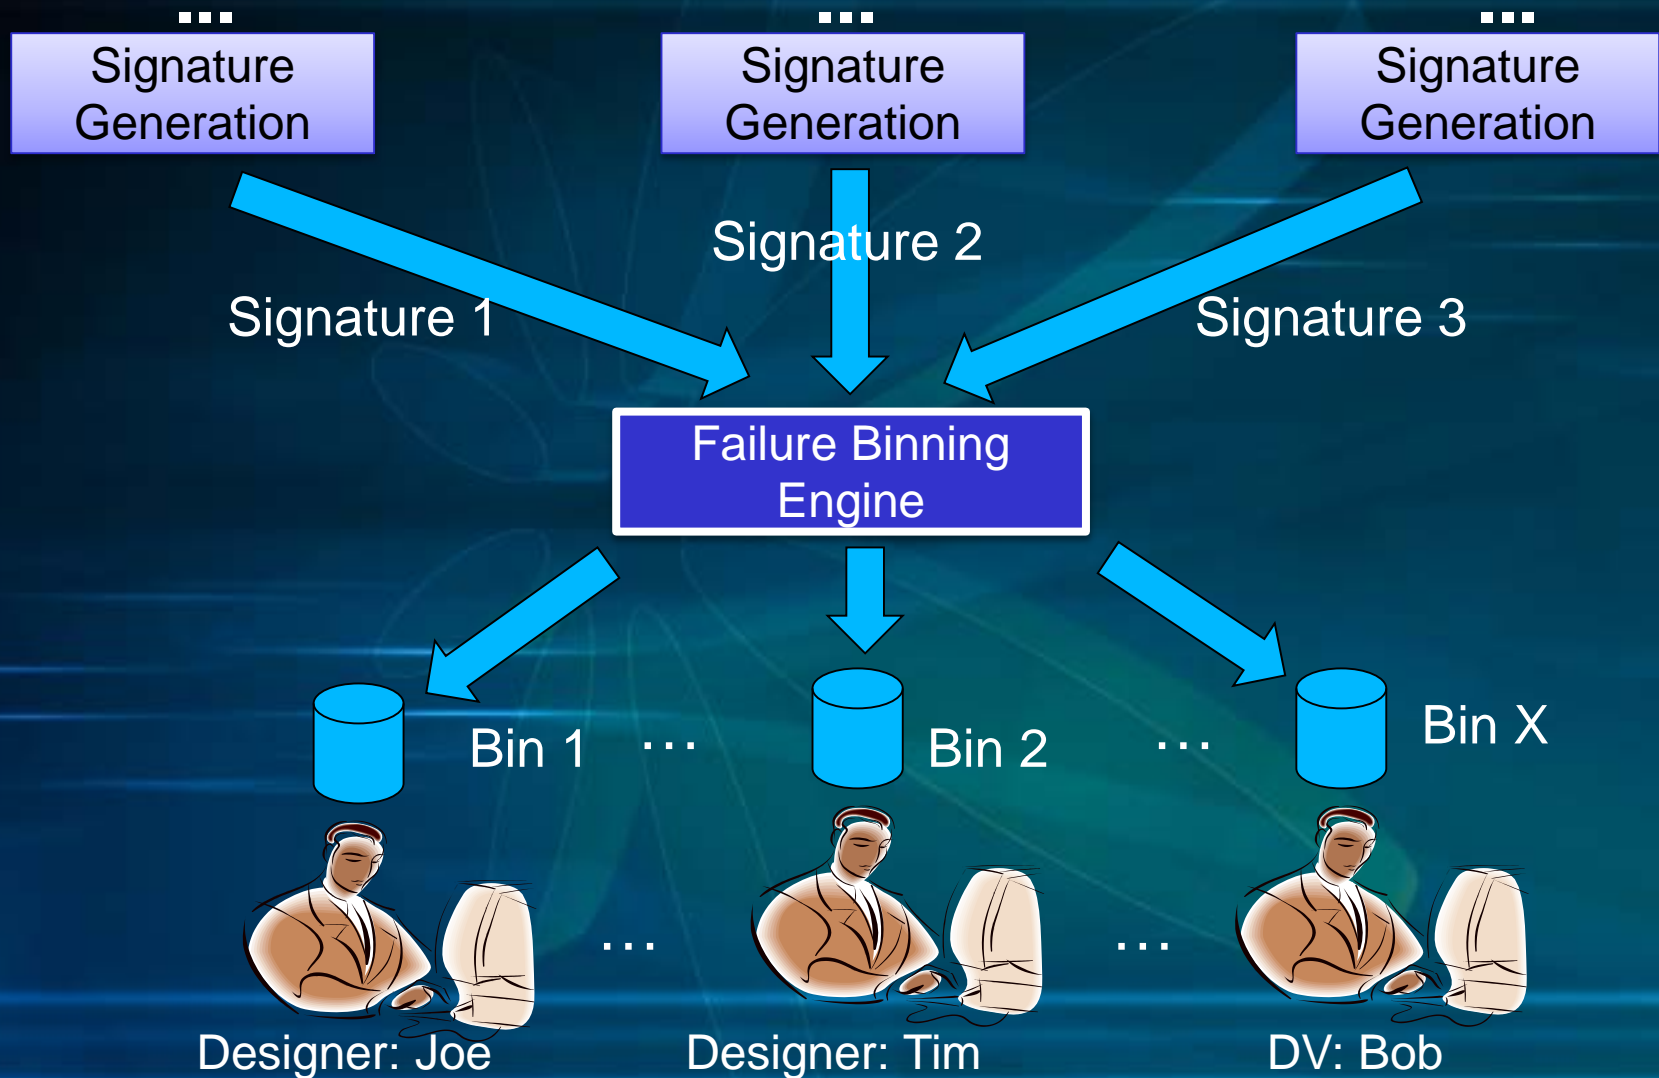 ... ... ...
Signature
Generation
Signature
Generation
Signature
Generation
Signature 2
Signature 1
Signature 3
Failure Binning
Engine
Bin 1 ... Bin 2 ... Bin X
... ...
Designer: Joe
Designer: Tim
DV: Bob